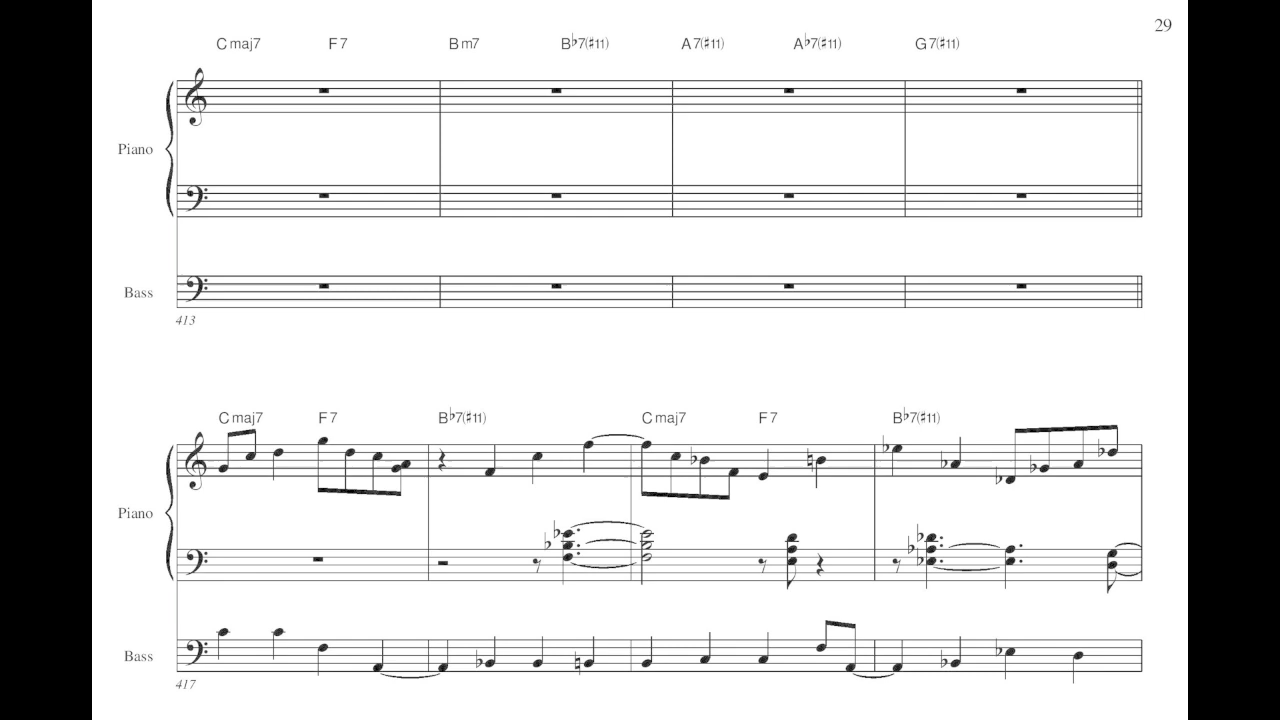 29
Cmaj7 F7 Bm7 B♭7(♯11) A7(♯11) A♭7(♯11) G7(♯11)
Piano
Bass
413
Cmaj7 F7 B♭7(♯11) Cmaj7 F7 B♭7(♯11)
Piano
Bass
417